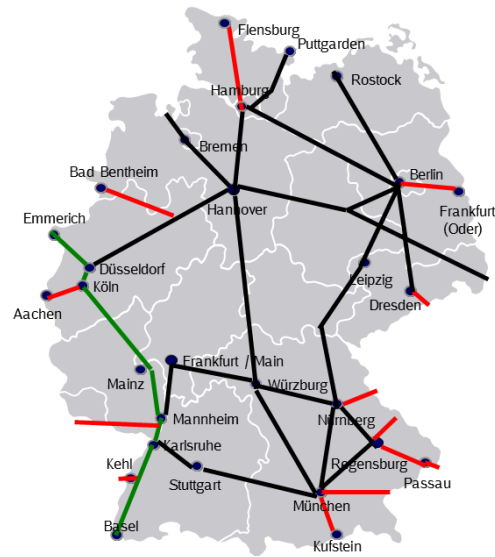 Flensburg
Puttgarden
Hamburg
Rostock
Bremen
Bad Bentheim
Berlin
Hannover
Frankfurt
(Oder)
Emmerich
Düsseldorf
Köln
Leipzig
Dresden
Aachen
Frankfurt / Main
Mainz
Würzburg
Mannheim
Nürnberg
Karlsruhe
Kehl
Regensburg
Stuttgart
Passau
München
Basel
Kufstein